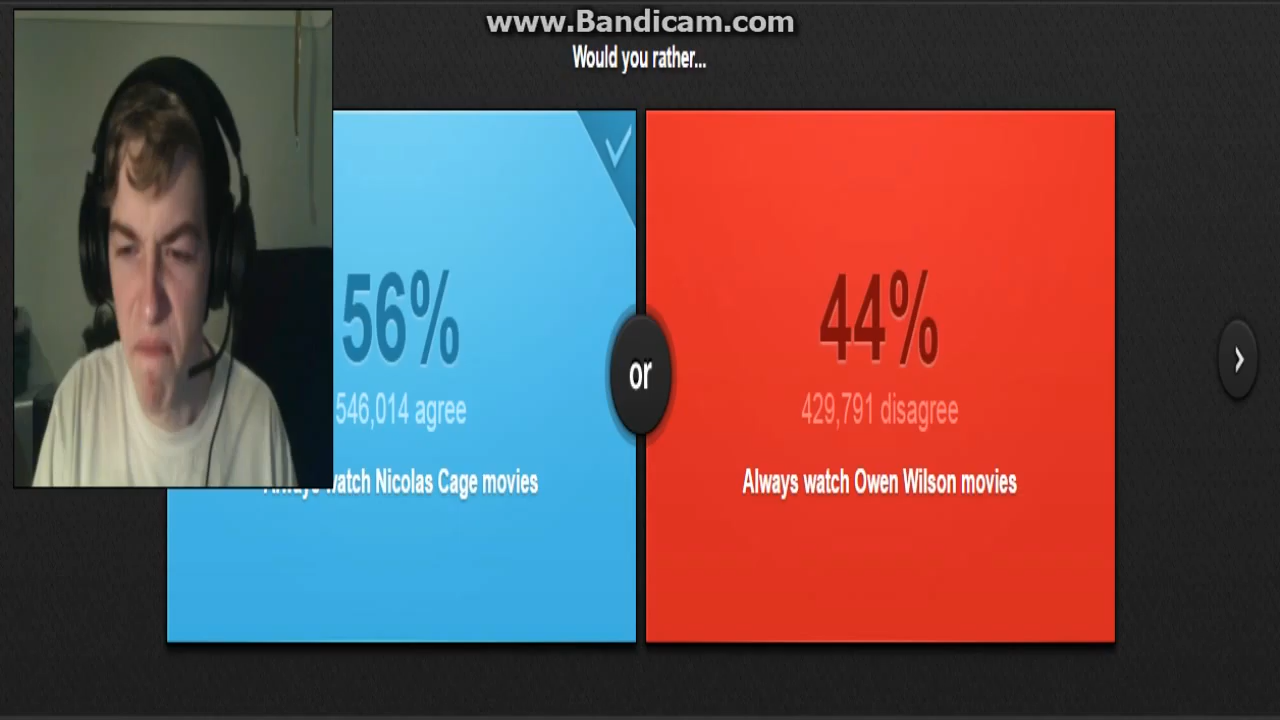 www.Bandicam.com
Would you rather...
56%
44%
546,014 agree
429,791 disagree
or
watch Nicolas Cage movies
Always watch Owen Wilson movies